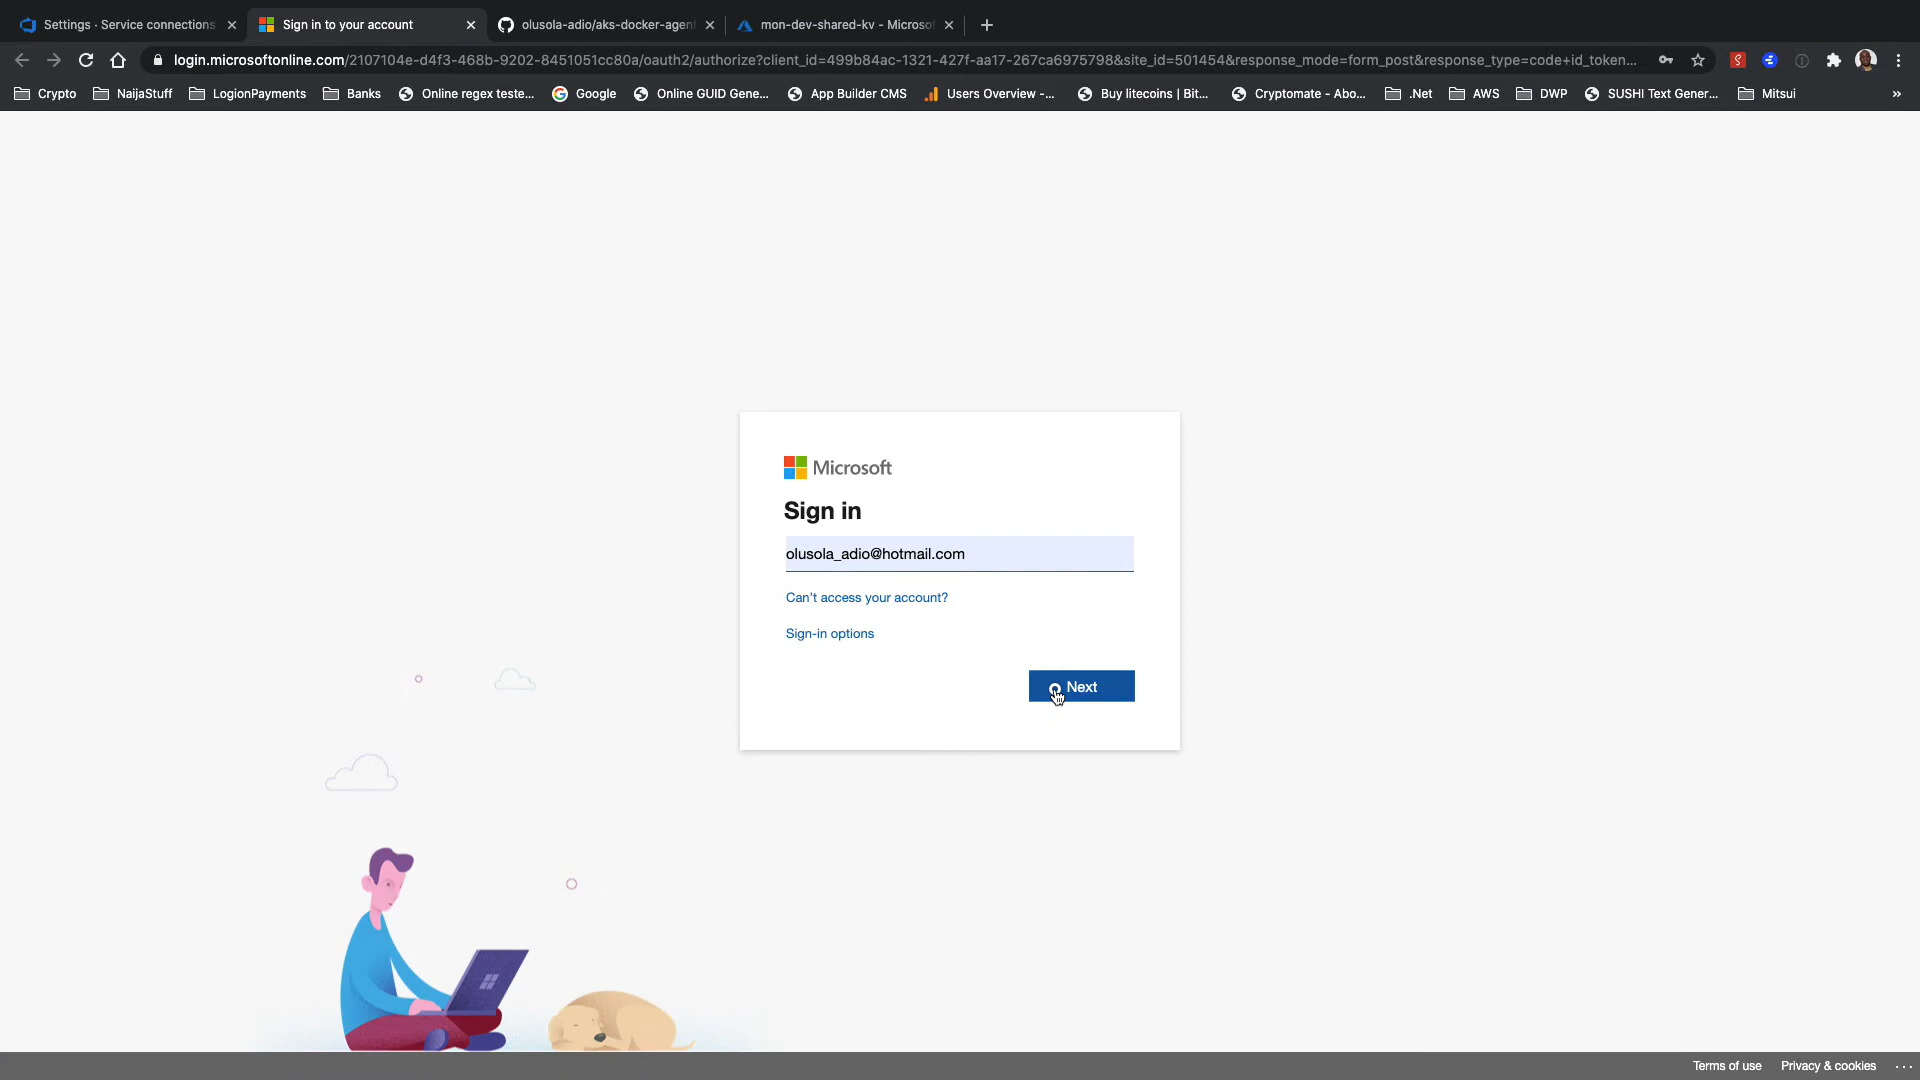 Settings · Service connections
Sign in to your account
olusola-adio/aks-docker-agent
mon-dev-shared-kv - Microsof
login.microsoftonline.com/2107104e-d4f3-468b-9202-8451051cc80a/oauth2/authorize?client_id=499b84ac-1321-427f-aa17-267ca6975798&site_id=501454&response_mode=form_post&response_type=code+id_token...
Crypto
NaijaStuff
LogionPayments
Banks
Online regex teste...
Google
Online GUID Gene...
App Builder CMS
Users Overview -...
Buy litecoins | Bit...
Cryptomate - Abo...
.Net
AWS
DWP
SUSHI Text Gener...
Mitsui
»
Microsoft
Sign in
olusola_adio@hotmail.com
Can't access your account?
Sign-in options
Next
Terms of use
Privacy & cookies
...